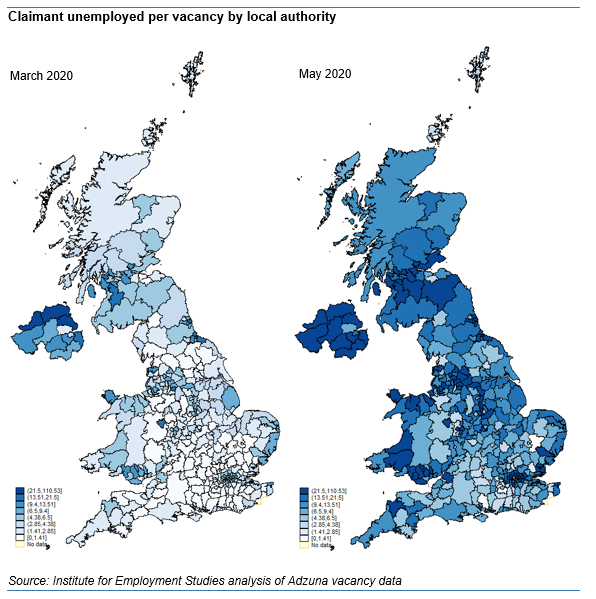 Claimant unemployed per vacancy by local authority
March 2020
May 2020
(21.5,110.53]
(13.51,21.5]
(9.4,13.51]
(6.5,9.4]
(4.38,6.5]
(2.85,4.38]
(1.41,2.85]
[0,1.41]
No data
(21.5,110.53]
(13.51,21.5]
(9.4,13.51]
(6.5,9.4]
(4.38,6.5]
(2.85,4.38]
(1.41,2.85]
[0,1.41]
No data
Source: Institute for Employment Studies analysis of Adzuna vacancy data